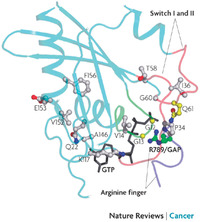 Switch I and II
F156
T58
I36
E153
G60
Q61
V152
A146
V14
G12
P34
Q22
G13
R789/GAP
K117
GTP
Arginine finger
Nature Reviews | Cancer